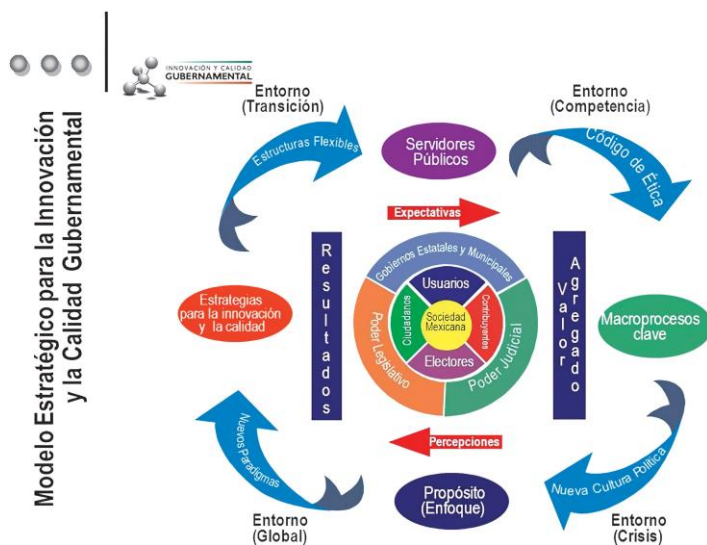 Modelo Estratégico para la Innovación
y la Calidad Gubernamental
INNOVACIÓN Y CALIDAD
GUBERNAMENTAL
Entorno
(Transición)
Entorno
(Competencia)
Estructuras Flexibles
Servidores
Públicos
Código de Ética
Expectativas
Resultados
Gobiernos Estatales y Municipales
Usuarios
Ciudadanos
Sociedad
Mexicana
Contribuyentes
Electores
Poder Legislativo
Poder Judicial
Valor
Agregado
Estrategias
para la innovación
y la calidad
Macroprocesos
clave
Percepciones
Nuevos Paradigmas
Propósito
(Enfoque)
Nueva Cultura Política
Entorno
(Global)
Entorno
(Crisis)